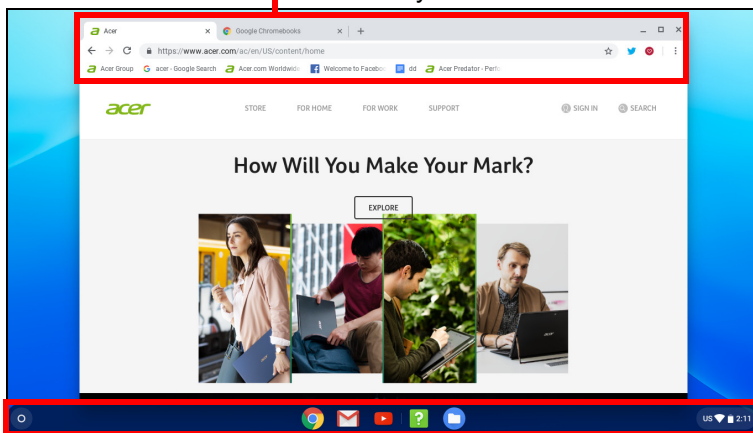 Acer
Google Chromebooks
https://www.acer.com/ac/en/US/content/home
Acer Group acer - Google Search Acer.com Worldwide Welcome to Faceboo dd Acer Predator - Perfo
acer STORE FOR HOME FOR WORK SUPPORT SIGN IN SEARCH
How Will You Make Your Mark?
EXPLORE
US 2:11